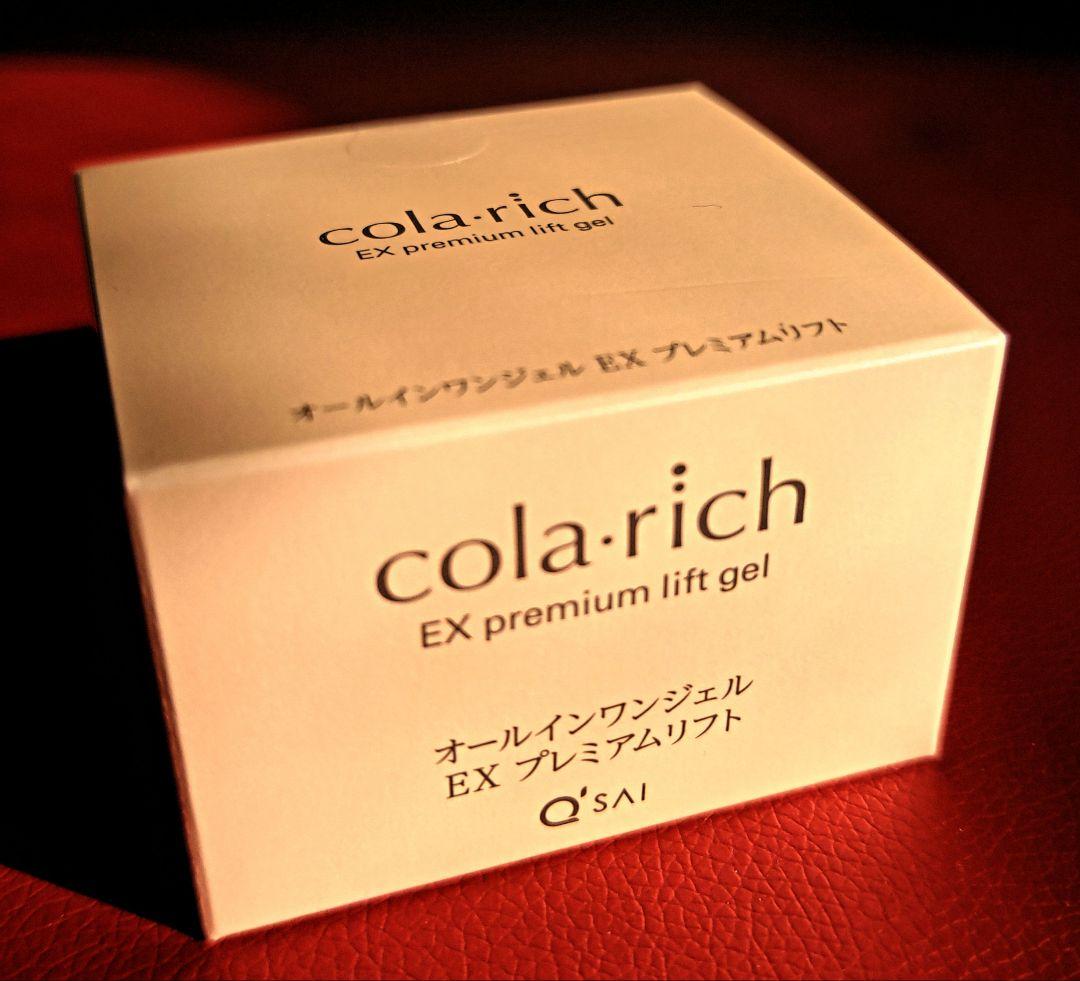 cola·rich
EX premium lift gel
オールインワンジェル EX プレミアムリフト
cola·rich
EX premium lift gel
オールインワンジェル
EX プレミアムリフト
Q'SAI